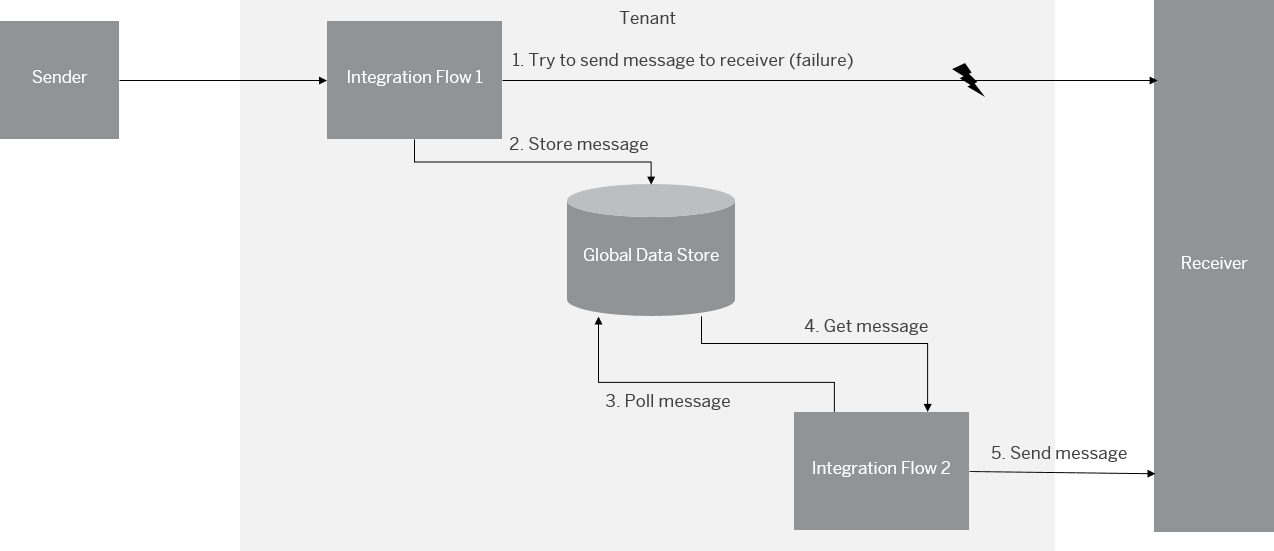 Tenant
Sender
Integration Flow 1
1. Try to send message to receiver (failure)
2. Store message
Global Data Store
Receiver
4. Get message
3. Poll message
Integration Flow 2
5. Send message